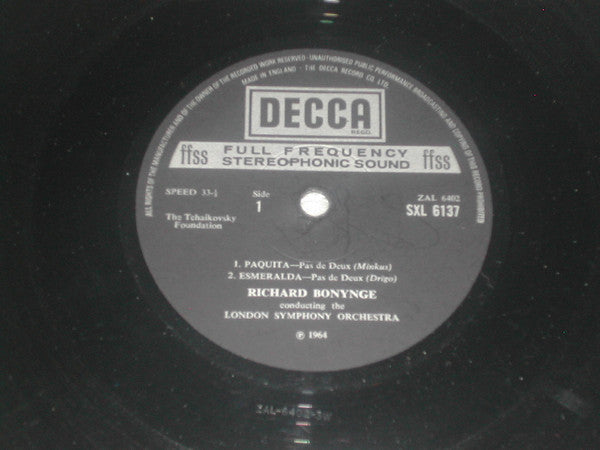 ALL RIGHTS OF THE MANUFACTURER AND OF THE OWNER OF THE RECORDED WORK RESERVED · UNAUTHORISED PUBLIC PERFORMANCE BROADCASTING AND COPYING OF THIS RECORD PROHIBITED
MADE IN ENGLAND · THE DECCA RECORD CO. LTD.
DECCA
REGD.
ffss FULL FREQUENCY ffss
STEREOPHONIC SOUND
SPEED 33⅓ Side ZAL 6402
1 SXL 6137
The Tchaikovsky
Foundation
1. PAQUITA—Pas de Deux (Minkus)
2. ESMERALDA—Pas de Deux (Drigo)
RICHARD BONYNGE
conducting the
LONDON SYMPHONY ORCHESTRA
℗ 1964
ZAL-6402-3W